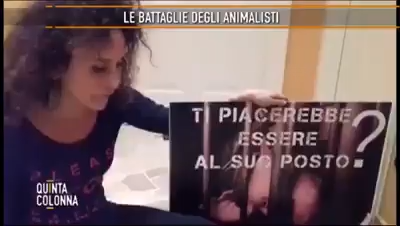 LE BATTAGLIE DEGLI ANIMALISTI
TI PIACEREBBE
ESSERE
AL SUO POSTO?
QUINTA
COLONNA